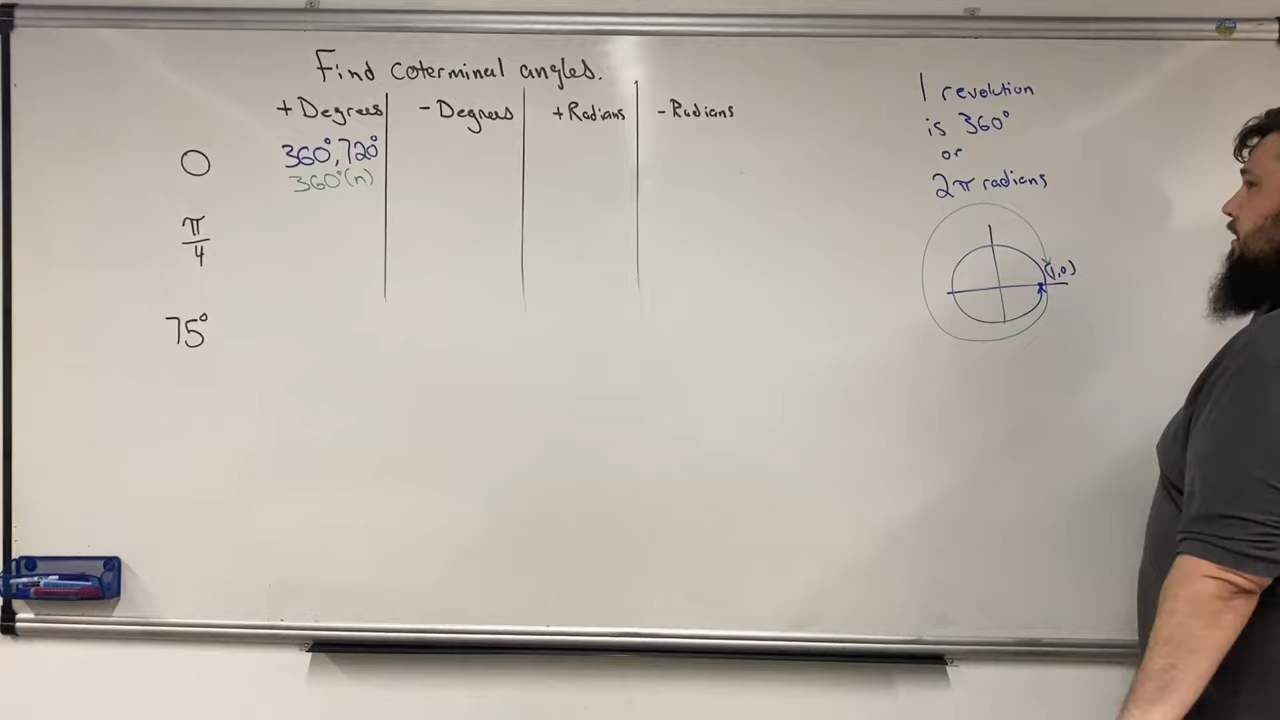 Find coterminal angles.
+ Degrees - Degrees + Radians - Radians
0 360°, 720°
360°(n)
π/4
75°
1 revolution
is 360°
or
2π radians
(1,0)